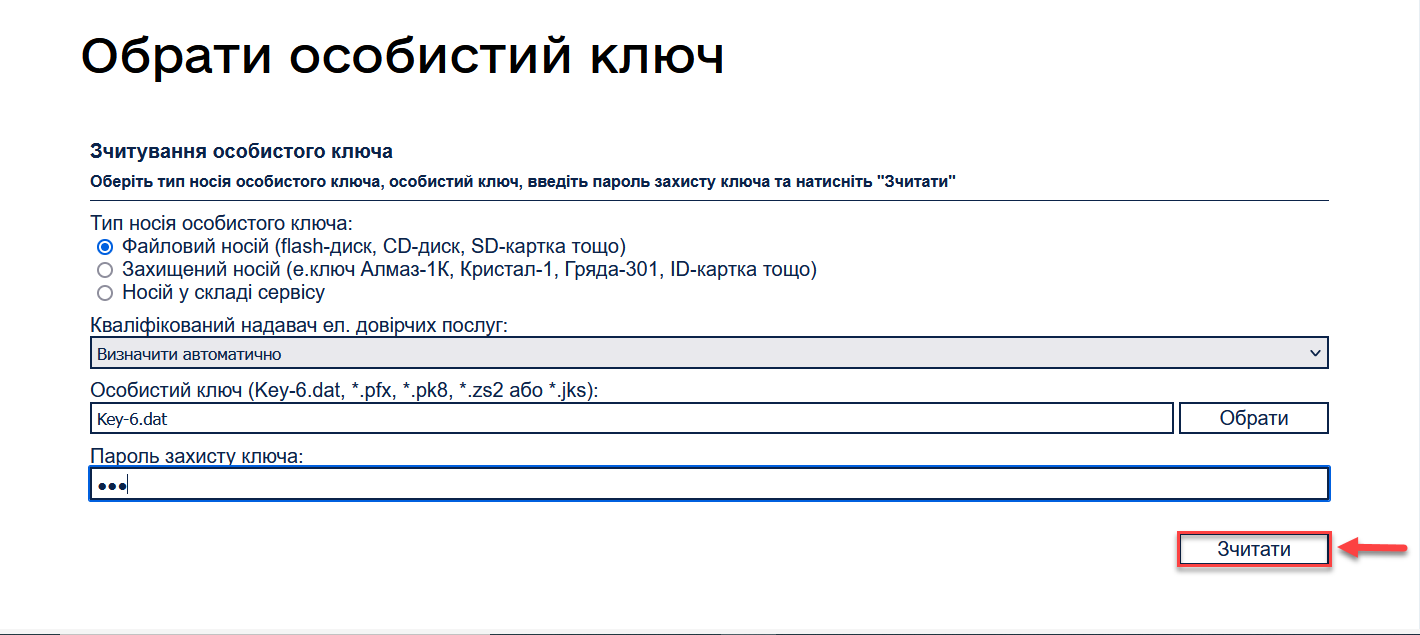 Обрати особистий ключ
Зчитування особистого ключа
Оберіть тип носія особистого ключа, особистий ключ, введіть пароль захисту ключа та натисніть "Зчитати"
Тип носія особистого ключа:
Файловий носій (flash-диск, CD-диск, SD-картка тощо)
Захищений носій (е.ключ Алмаз-1К, Кристал-1, Гряда-301, ID-картка тощо)
Носій у складі сервісу
Кваліфікований надавач ел. довірчих послуг:
Визначити автоматично
Особистий ключ (Key-6.dat, *.pfx, *.pk8, *.zs2 або *.jks):
Key-6.dat Обрати
Пароль захисту ключа:
•••
Зчитати